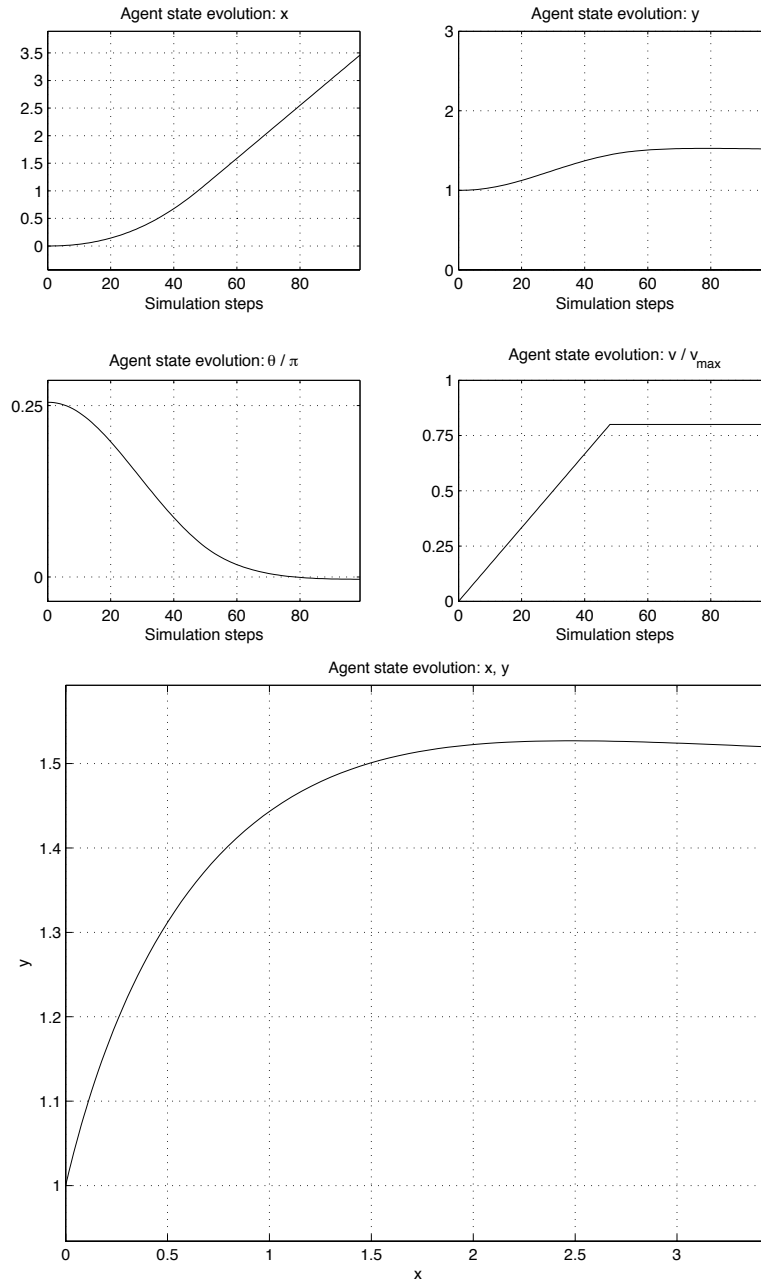 Agent state evolution: x
3.5
3
2.5
2
1.5
1
0.5
0
0 20 40 60 80
Simulation steps
Agent state evolution: y
3
2
1
0
0 20 40 60 80
Simulation steps
Agent state evolution: θ / π
0.25
0
0 20 40 60 80
Simulation steps
Agent state evolution: v / v_max
1
0.75
0.5
0.25
0
0 20 40 60 80
Simulation steps
Agent state evolution: x, y
1.5
1.4
1.3
1.2
1.1
1
y
0 0.5 1 1.5 2 2.5 3
x